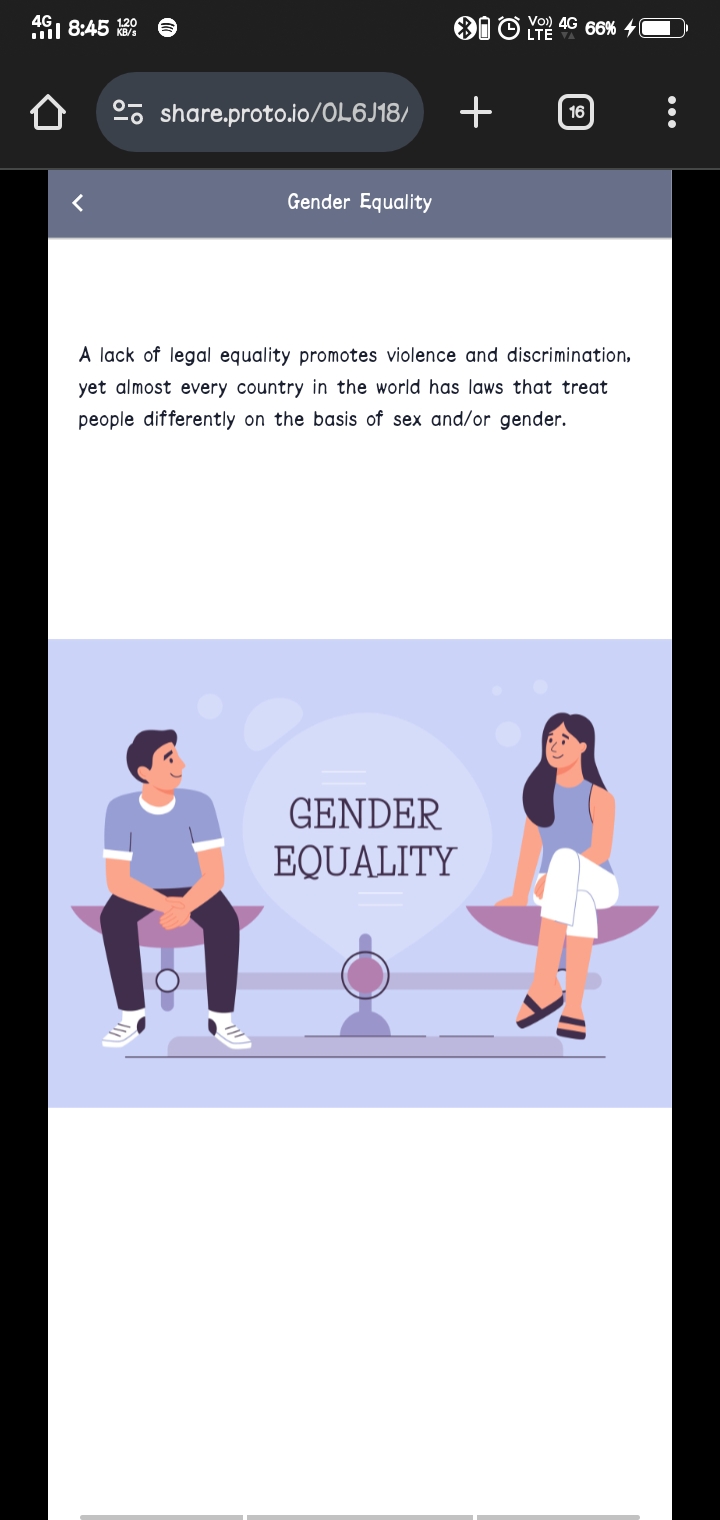 4G 8:45 1.20 KB/s Vo)) LTE 4G 66%
share.proto.io/0L6J18/ 16
Gender Equality
A lack of legal equality promotes violence and discrimination,
yet almost every country in the world has laws that treat
people differently on the basis of sex and/or gender.
GENDER
EQUALITY